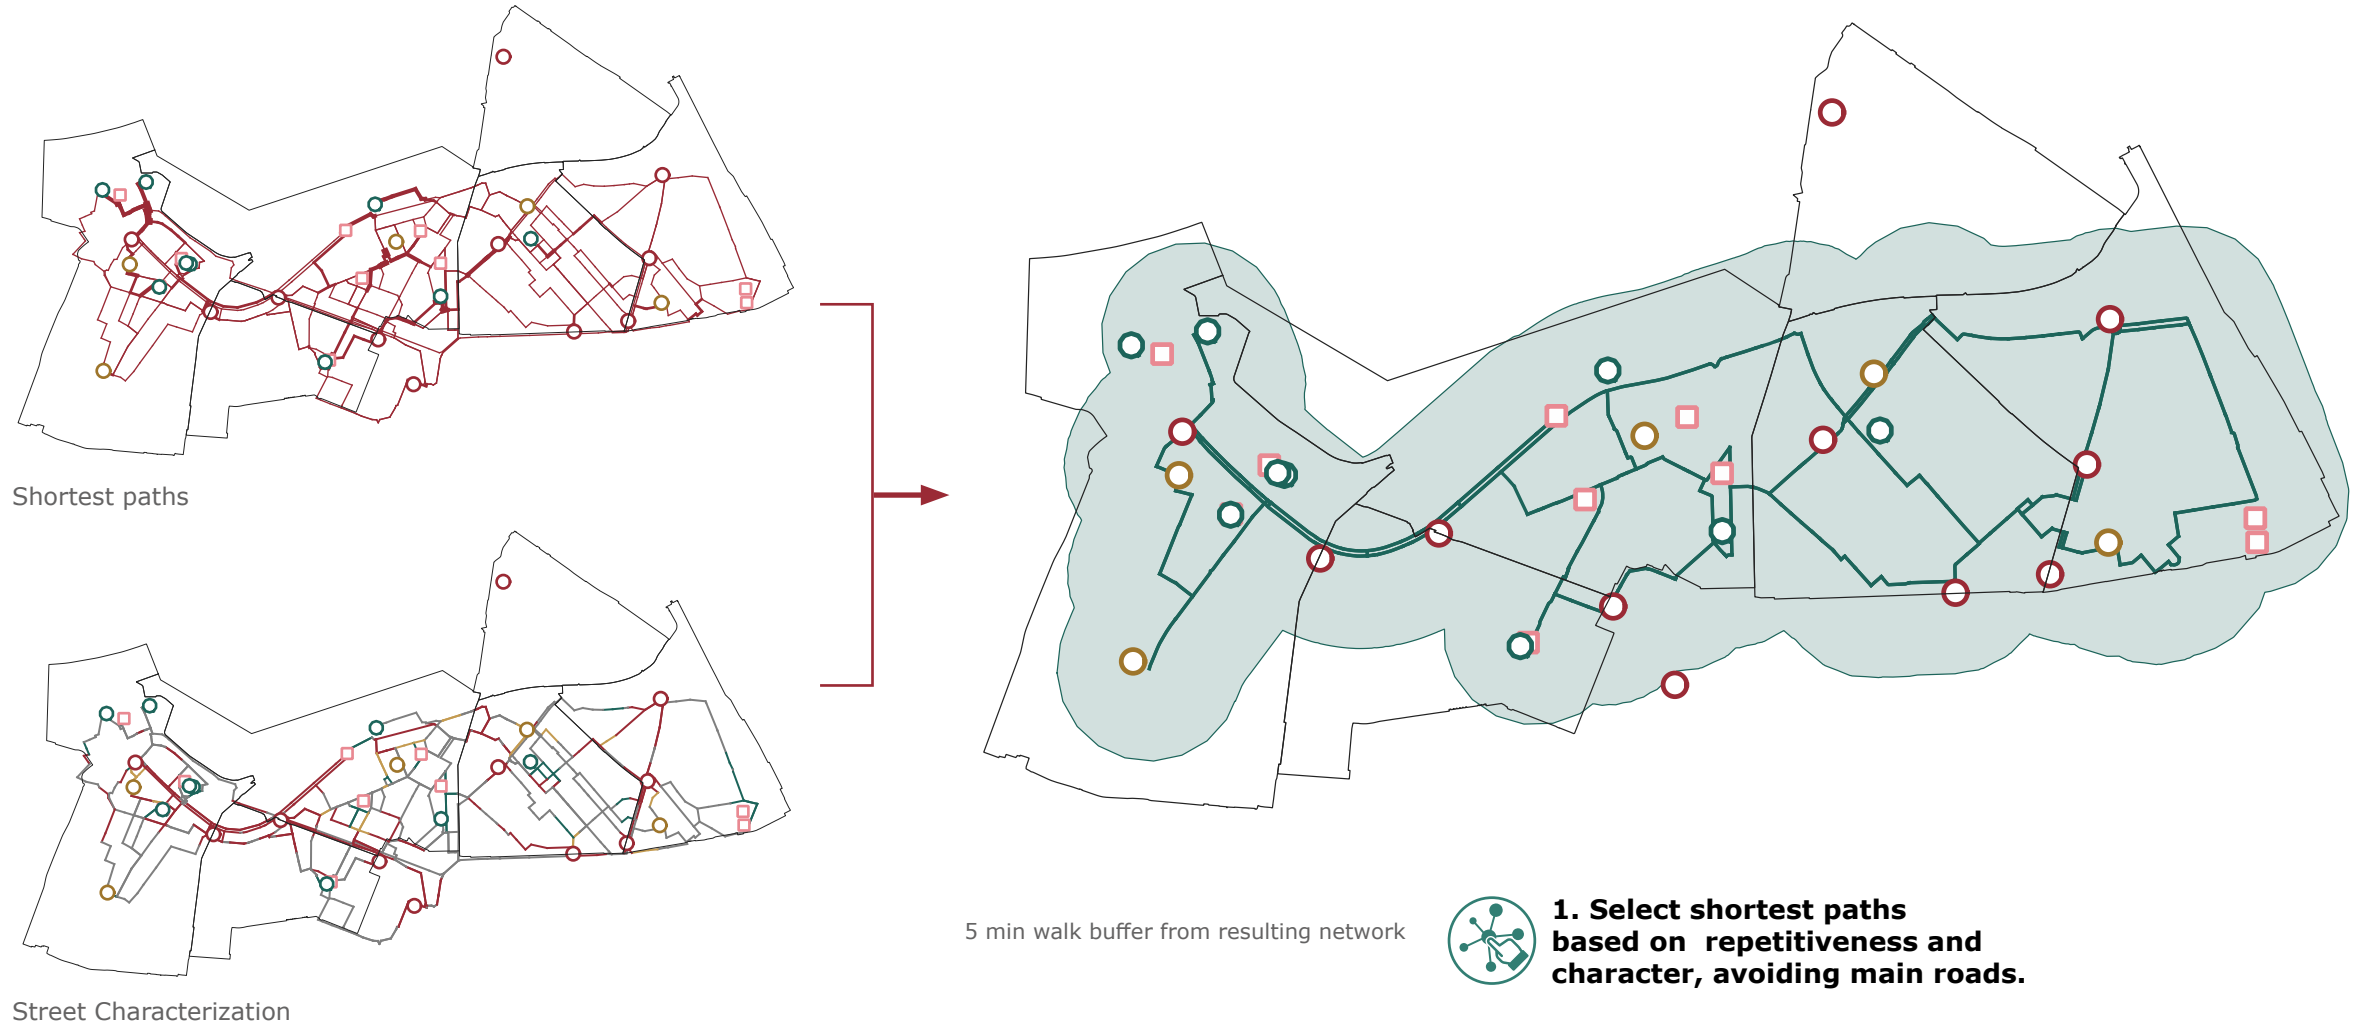 Shortest paths
Street Characterization
5 min walk buffer from resulting network
1. Select shortest paths
based on repetitiveness and
character, avoiding main roads.